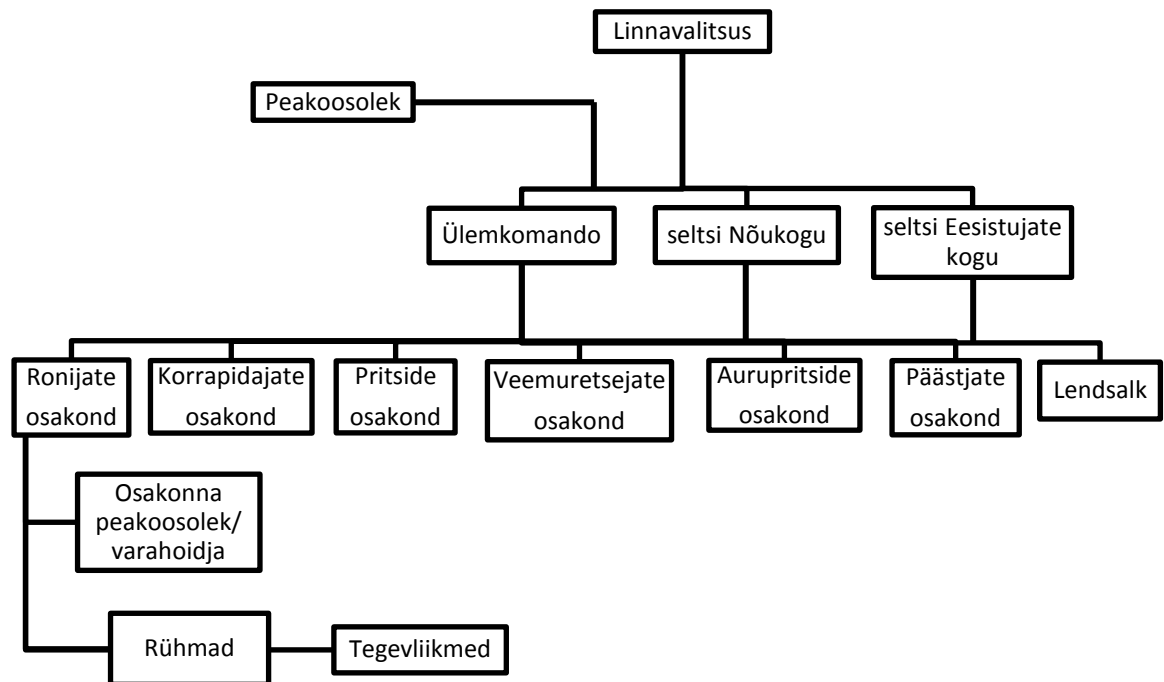 Linnavalitsus
Peakoosolek
Ülemkomando
seltsi Nõukogu
seltsi Eesistujate
kogu
Ronijate
osakond
Korrapidajate
osakond
Pritside
osakond
Veemuretsejate
osakond
Aurupritside
osakond
Päästjate
osakond
Lendsalk
Osakonna
peakoosolek/
varahoidja
Rühmad
Tegevliikmed